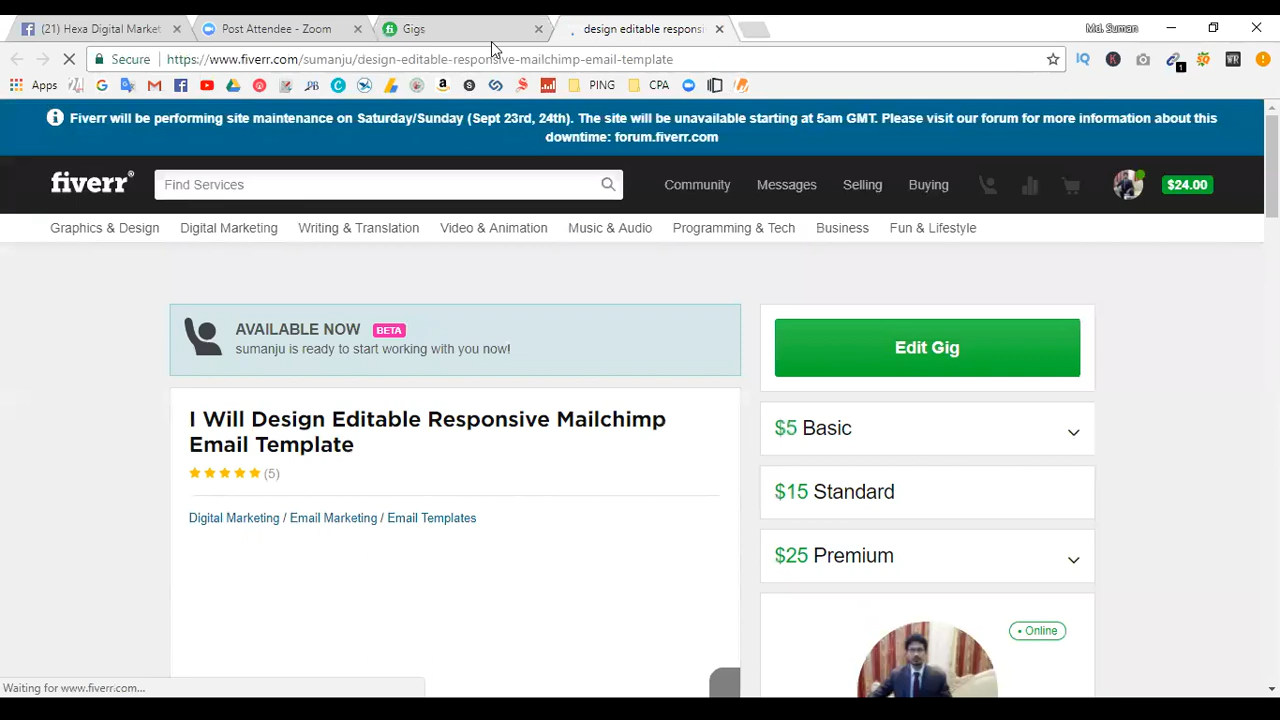 (21) Hexa Digital Market
Post Attendee - Zoom
Gigs
design editable respons
Md. Suman
Secure
https://www.fiverr.com/sumanju/design-editable-responsive-mailchimp-email-template
1
Apps
PING
CPA
Fiverr will be performing site maintenance on Saturday/Sunday (Sept 23rd, 24th). The site will be unavailable starting at 5am GMT. Please visit our forum for more information about this
downtime: forum.fiverr.com
fiverr®
Find Services
Community
Messages
Selling
Buying
$24.00
Graphics & Design
Digital Marketing
Writing & Translation
Video & Animation
Music & Audio
Programming & Tech
Business
Fun & Lifestyle
AVAILABLE NOW BETA
sumanju is ready to start working with you now!
Edit Gig
I Will Design Editable Responsive Mailchimp
Email Template
(5)
$5 Basic
$15 Standard
Digital Marketing / Email Marketing / Email Templates
$25 Premium
• Online
Waiting for www.fiverr.com...